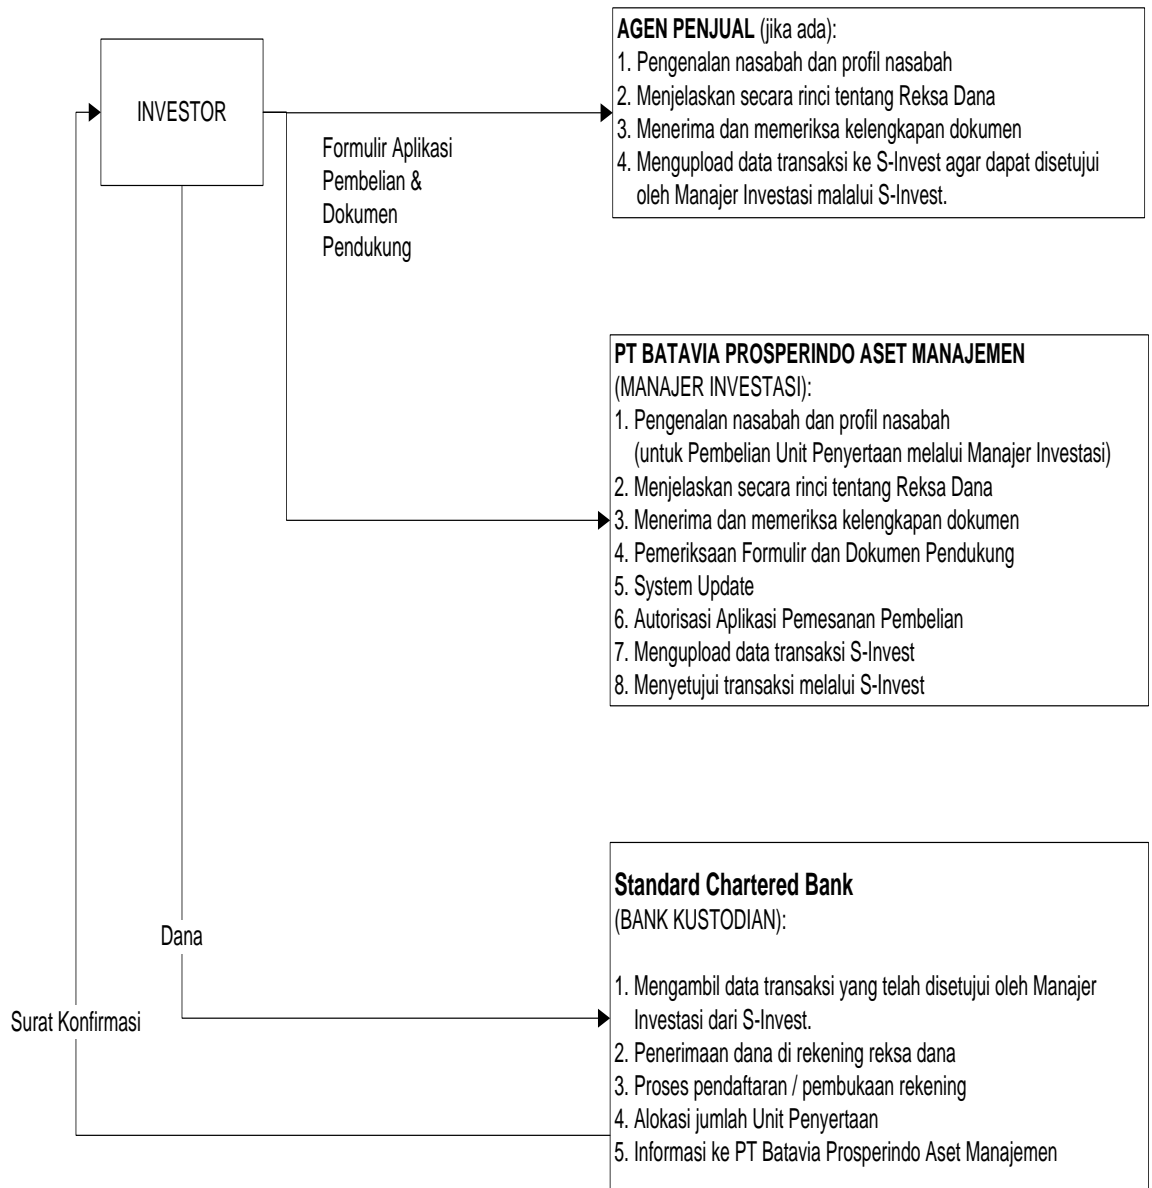 INVESTOR
Formulir Aplikasi
Pembelian &
Dokumen
Pendukung
AGEN PENJUAL (jika ada):
1. Pengenalan nasabah dan profil nasabah
2. Menjelaskan secara rinci tentang Reksa Dana
3. Menerima dan memeriksa kelengkapan dokumen
4. Mengupload data transaksi ke S-Invest agar dapat disetujui
oleh Manajer Investasi malalui S-Invest.
PT BATAVIA PROSPERINDO ASET MANAJEMEN
(MANAJER INVESTASI):
1. Pengenalan nasabah dan profil nasabah
(untuk Pembelian Unit Penyertaan melalui Manajer Investasi)
2. Menjelaskan secara rinci tentang Reksa Dana
3. Menerima dan memeriksa kelengkapan dokumen
4. Pemeriksaan Formulir dan Dokumen Pendukung
5. System Update
6. Autorisasi Aplikasi Pemesanan Pembelian
7. Mengupload data transaksi S-Invest
8. Menyetujui transaksi melalui S-Invest
Dana
Surat Konfirmasi
Standard Chartered Bank
(BANK KUSTODIAN):
1. Mengambil data transaksi yang telah disetujui oleh Manajer
Investasi dari S-Invest.
2. Penerimaan dana di rekening reksa dana
3. Proses pendaftaran / pembukaan rekening
4. Alokasi jumlah Unit Penyertaan
5. Informasi ke PT Batavia Prosperindo Aset Manajemen